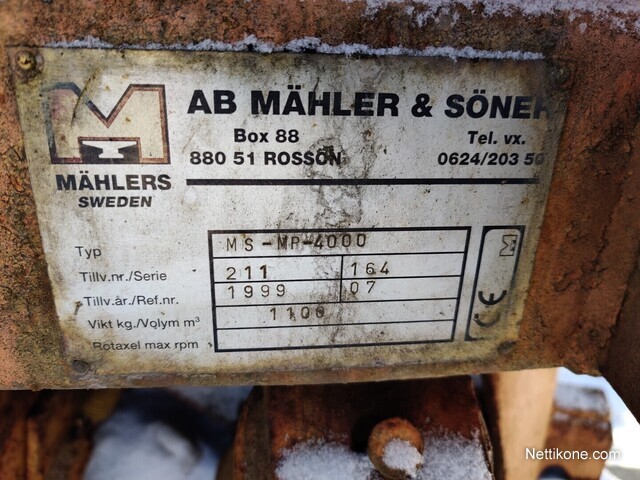 M
MÄHLERS
SWEDEN
AB MÄHLER & SÖNER
Box 88 Tel. vx.
880 51 ROSSÖN 0624/203 50
Typ MS-MP-4000
Tillv.nr./Serie 211 164
Tillv.år./Ref.nr. 1999 07
Vikt kg./Volym m³ 1100
Rotaxel max rpm
M
CE
Nettikone.com